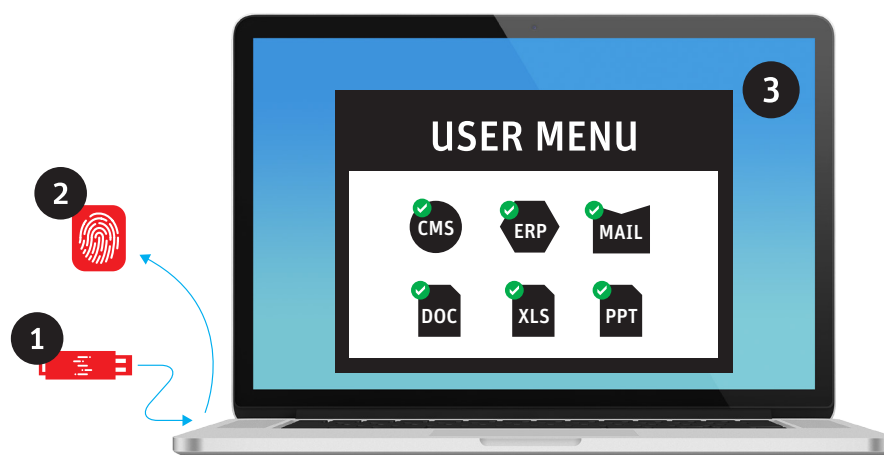 3
USER MENU
2
CMS ERP MAIL
DOC XLS PPT
1